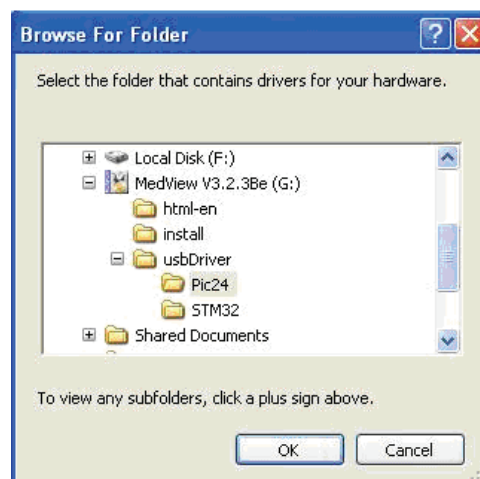 Browse For Folder
Select the folder that contains drivers for your hardware.
Local Disk (F:)
MedView V3.2.3Be (G:)
html-en
install
usbDriver
Pic24
STM32
Shared Documents
To view any subfolders, click a plus sign above.
OK Cancel